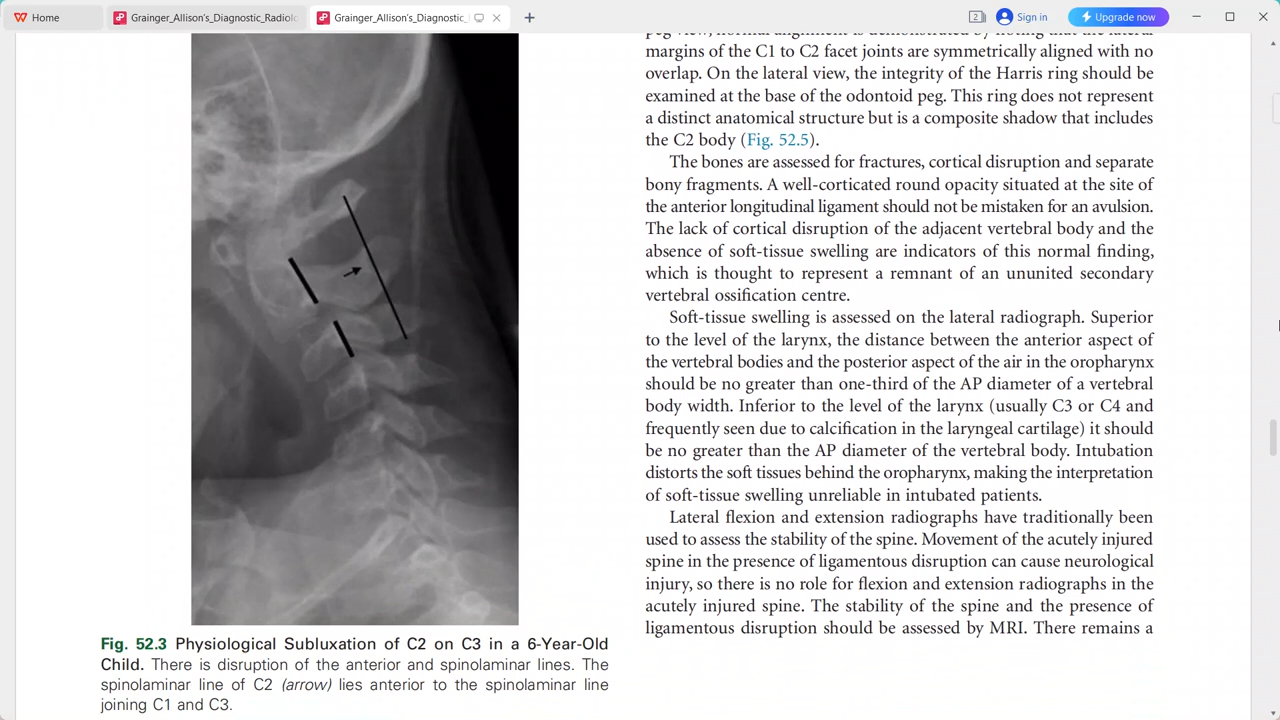 Home
Grainger_Allison's_Diagnostic_Radiolo
Grainger_Allison's_Diagnostic_
2
Sign in
Upgrade now
margins of the C1 to C2 facet joints are symmetrically aligned with no
overlap. On the lateral view, the integrity of the Harris ring should be
examined at the base of the odontoid peg. This ring does not represent
a distinct anatomical structure but is a composite shadow that includes
the C2 body (Fig. 52.5).
The bones are assessed for fractures, cortical disruption and separate
bony fragments. A well-corticated round opacity situated at the site of
the anterior longitudinal ligament should not be mistaken for an avulsion.
The lack of cortical disruption of the adjacent vertebral body and the
absence of soft-tissue swelling are indicators of this normal finding,
which is thought to represent a remnant of an ununited secondary
vertebral ossification centre.
Soft-tissue swelling is assessed on the lateral radiograph. Superior
to the level of the larynx, the distance between the anterior aspect of
the vertebral bodies and the posterior aspect of the air in the oropharynx
should be no greater than one-third of the AP diameter of a vertebral
body width. Inferior to the level of the larynx (usually C3 or C4 and
frequently seen due to calcification in the laryngeal cartilage) it should
be no greater than the AP diameter of the vertebral body. Intubation
distorts the soft tissues behind the oropharynx, making the interpretation
of soft-tissue swelling unreliable in intubated patients.
Lateral flexion and extension radiographs have traditionally been
used to assess the stability of the spine. Movement of the acutely injured
spine in the presence of ligamentous disruption can cause neurological
injury, so there is no role for flexion and extension radiographs in the
acutely injured spine. The stability of the spine and the presence of
ligamentous disruption should be assessed by MRI. There remains a
Fig. 52.3 Physiological Subluxation of C2 on C3 in a 6-Year-Old
Child. There is disruption of the anterior and spinolaminar lines. The
spinolaminar line of C2 (arrow) lies anterior to the spinolaminar line
joining C1 and C3.